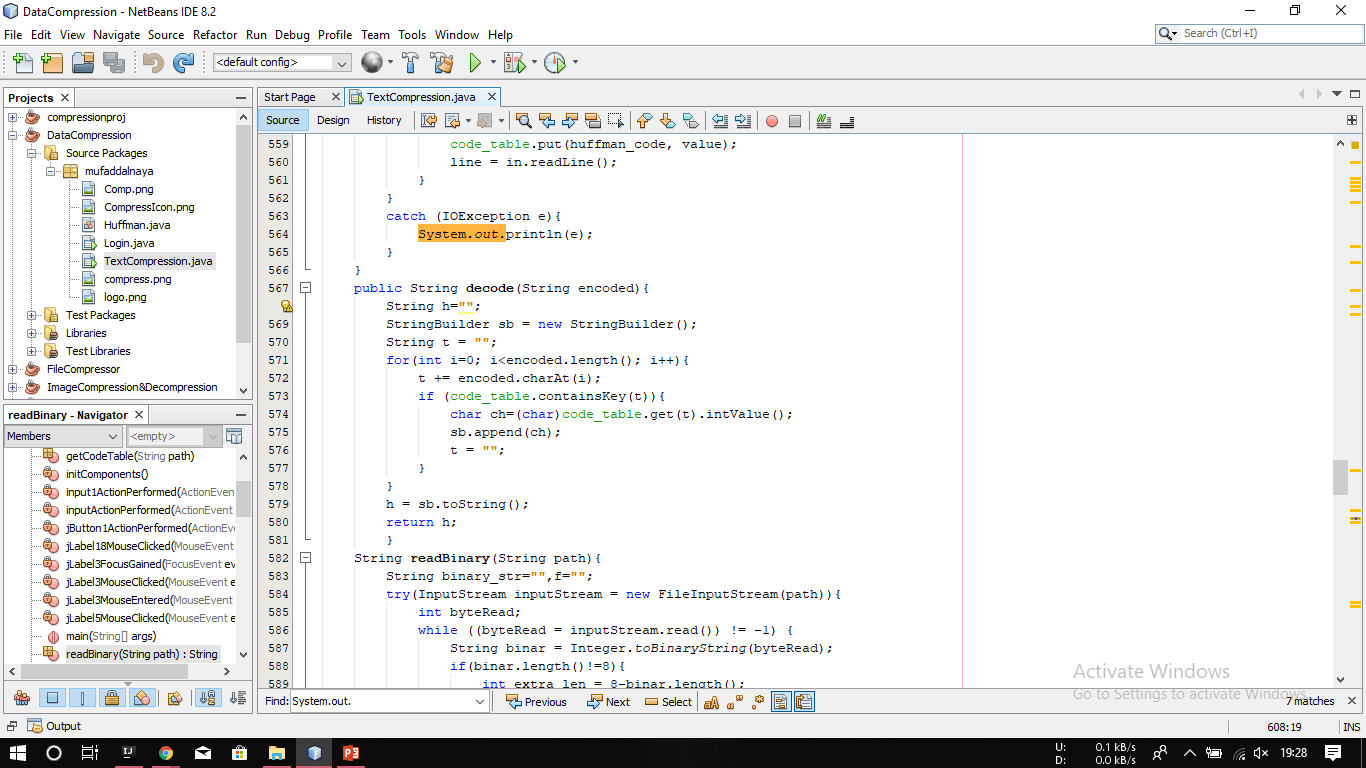 DataCompression - NetBeans IDE 8.2
File Edit View Navigate Source Refactor Run Debug Profile Team Tools Window Help
Search (Ctrl+I)
<default config>
Projects
compressionproj
DataCompression
Source Packages
mufaddalnaya
Comp.png
CompressIcon.png
Huffman.java
Login.java
TextCompression.java
compress.png
logo.png
Test Packages
Libraries
Test Libraries
FileCompressor
ImageCompression&Decompression
readBinary - Navigator
Members <empty>
getCodeTable(String path)
initComponents()
input1ActionPerformed(ActionEven
inputActionPerformed(ActionEvent
jButton1ActionPerformed(ActionEv
jLabel18MouseClicked(MouseEvent
jLabel3FocusGained(FocusEvent ev
jLabel3MouseClicked(MouseEvent e
jLabel3MouseEntered(MouseEvent
jLabel5MouseClicked(MouseEvent e
main(String[] args)
readBinary(String path) : String
Start Page TextCompression.java
Source Design History
559 code_table.put(huffman_code, value);
560 line = in.readLine();
561 }
562 }
563 catch (IOException e){
564 System.out.println(e);
565 }
566 }
567 public String decode(String encoded){
String h="";
569 StringBuilder sb = new StringBuilder();
570 String t = "";
571 for(int i=0; i<encoded.length(); i++){
572 t += encoded.charAt(i);
573 if (code_table.containsKey(t)){
574 char ch=(char)code_table.get(t).intValue();
575 sb.append(ch);
576 t = "";
577 }
578 }
579 h = sb.toString();
580 return h;
581 }
582 String readBinary(String path){
583 String binary_str="",f="";
584 try(InputStream inputStream = new FileInputStream(path)){
585 int byteRead;
586 while ((byteRead = inputStream.read()) != -1) {
587 String binar = Integer.toBinaryString(byteRead);
588 if(binar.length()!=8){
589 int extra_len = 8-binar.length();
Activate Windows
Go to Settings to activate Windows.
Find: System.out. Previous Next Select 7 matches
Output
608:19 INS
IJ
P3
U: 0.1 kB/s
D: 0.0 kB/s
19:28